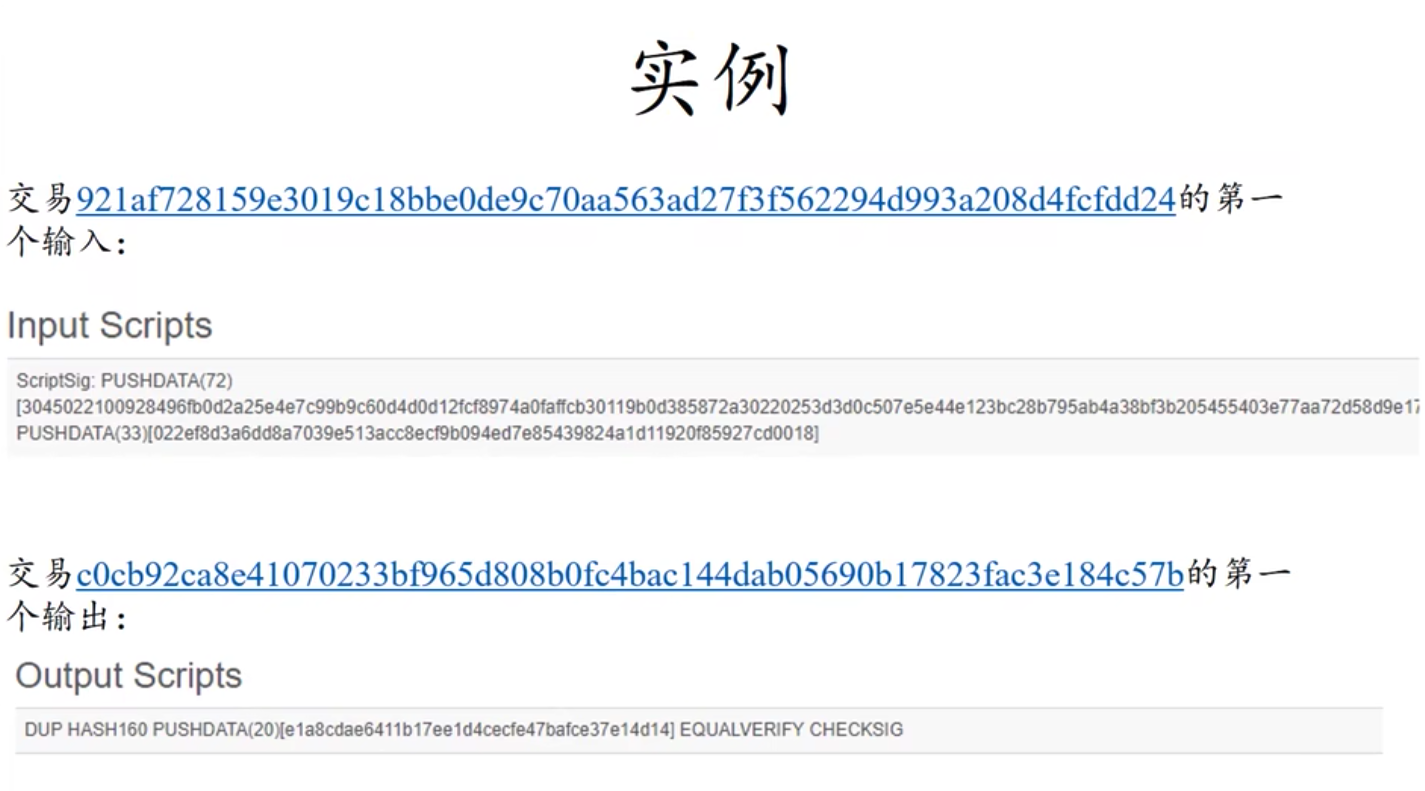 实例
交易921af728159e3019c18bbe0de9c70aa563ad27f3f562294d993a208d4fcfdd24的第一
个输入：
Input Scripts
ScriptSig: PUSHDATA(72)
[3045022100928496fb0d2a25e4e7c99b9c60d4d0d12fcf8974a0faffcb30119b0d385872a30220253d3d0c507e5e44e123bc28b795ab4a38bf3b205455403e77aa72d58d9e17
PUSHDATA(33)[022ef8d3a6dd8a7039e513acc8ecf9b094ed7e85439824a1d11920f85927cd0018]
交易c0cb92ca8e41070233bf965d808b0fc4bac144dab05690b17823fac3e184c57b的第一
个输出：
Output Scripts
DUP HASH160 PUSHDATA(20)[e1a8cdae6411b17ee1d4cecfe47bafce37e14d14] EQUALVERIFY CHECKSIG